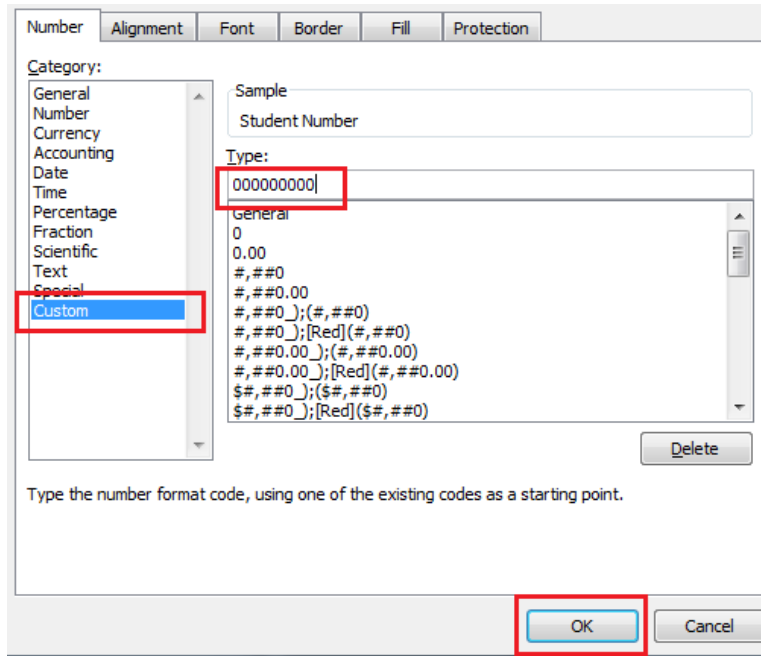 Number Alignment Font Border Fill Protection
Category:
General
Number
Currency
Accounting
Date
Time
Percentage
Fraction
Scientific
Text
Special
Custom
Sample
Student Number
Type:
000000000
General
0
0.00
#,##0
#,##0.00
#,##0_);(#,##0)
#,##0_);[Red](#,##0)
#,##0.00_);(#,##0.00)
#,##0.00_);[Red](#,##0.00)
$#,##0_);($#,##0)
$#,##0_);[Red]($#,##0)
Delete
Type the number format code, using one of the existing codes as a starting point.
OK Cancel